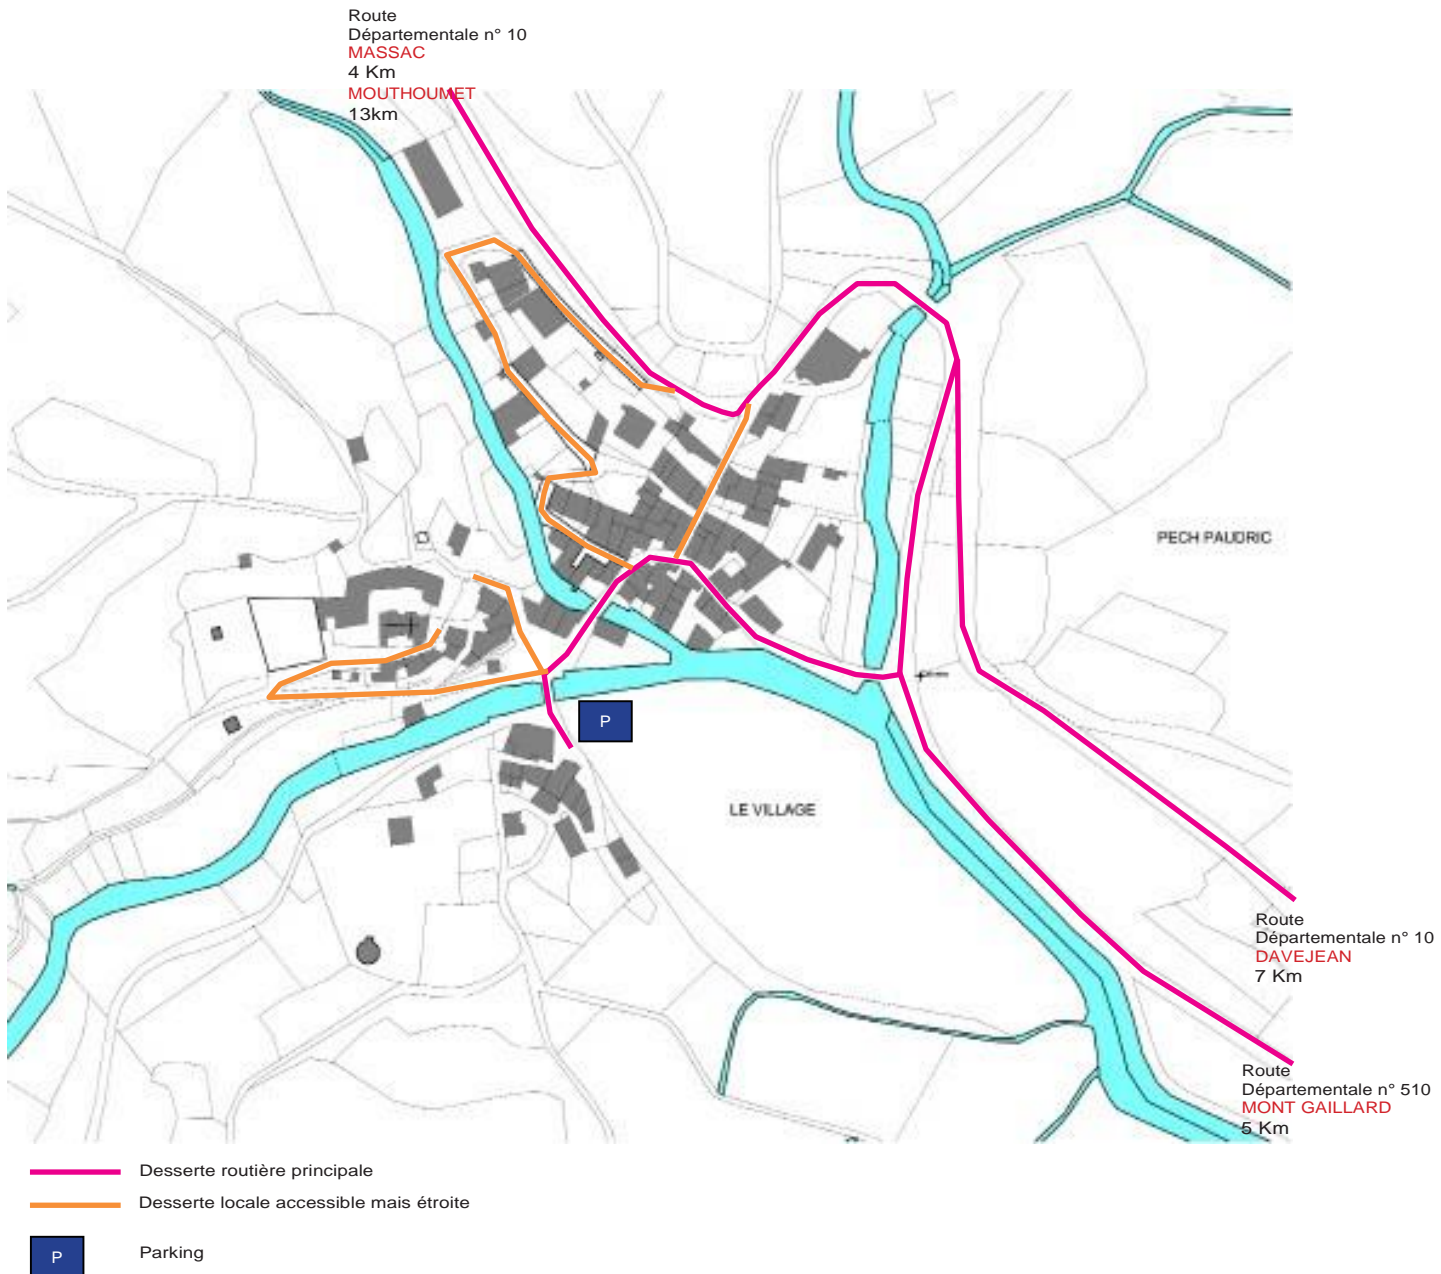 Route
Départementale n° 10
MASSAC
4 Km
MOUTHOUMET
13km
PECH PAUDRIC
P
LE VILLAGE
Route
Départementale n° 10
DAVEJEAN
7 Km
Route
Départementale n° 510
MONT GAILLARD
5 Km
Desserte routière principale
Desserte locale accessible mais étroite
P
Parking